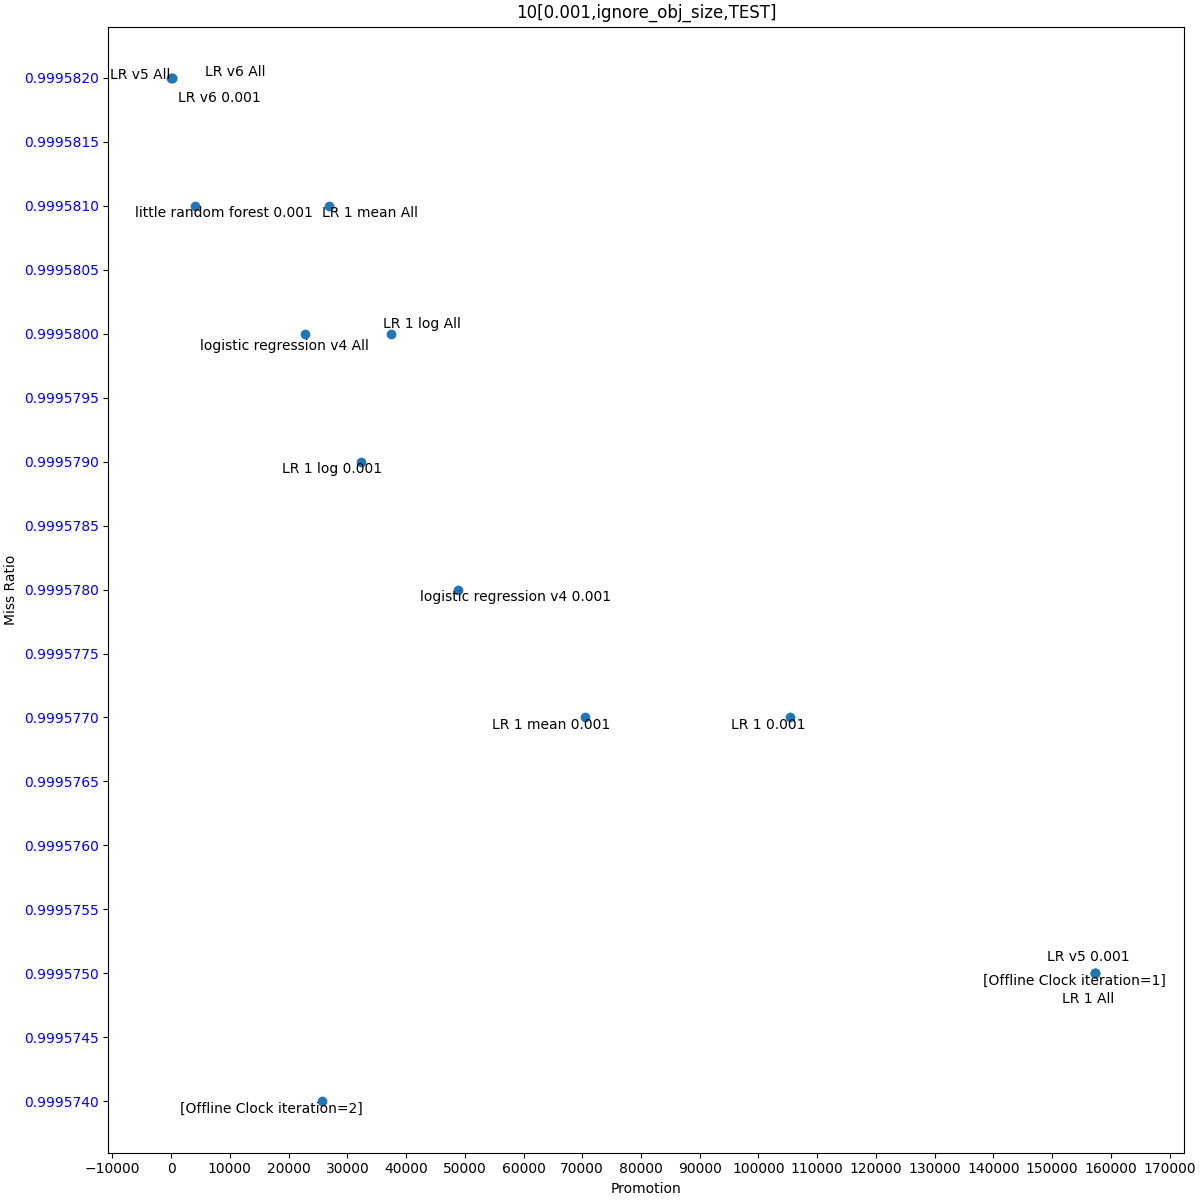 10[0.001,ignore_obj_size,TEST]
0.9995820
LR v5 All
LR v6 All
LR v6 0.001
0.9995815
0.9995810
little random forest 0.001
LR 1 mean All
0.9995805
0.9995800
LR 1 log All
logistic regression v4 All
0.9995795
0.9995790
LR 1 log 0.001
0.9995785
0.9995780
logistic regression v4 0.001
Miss Ratio
0.9995775
0.9995770
LR 1 mean 0.001
LR 1 0.001
0.9995765
0.9995760
0.9995755
LR v5 0.001
0.9995750
[Offline Clock iteration=1]
LR 1 All
0.9995745
0.9995740
[Offline Clock iteration=2]
−10000 0 10000 20000 30000 40000 50000 60000 70000 80000 90000 100000 110000 120000 130000 140000 150000 160000 170000
Promotion